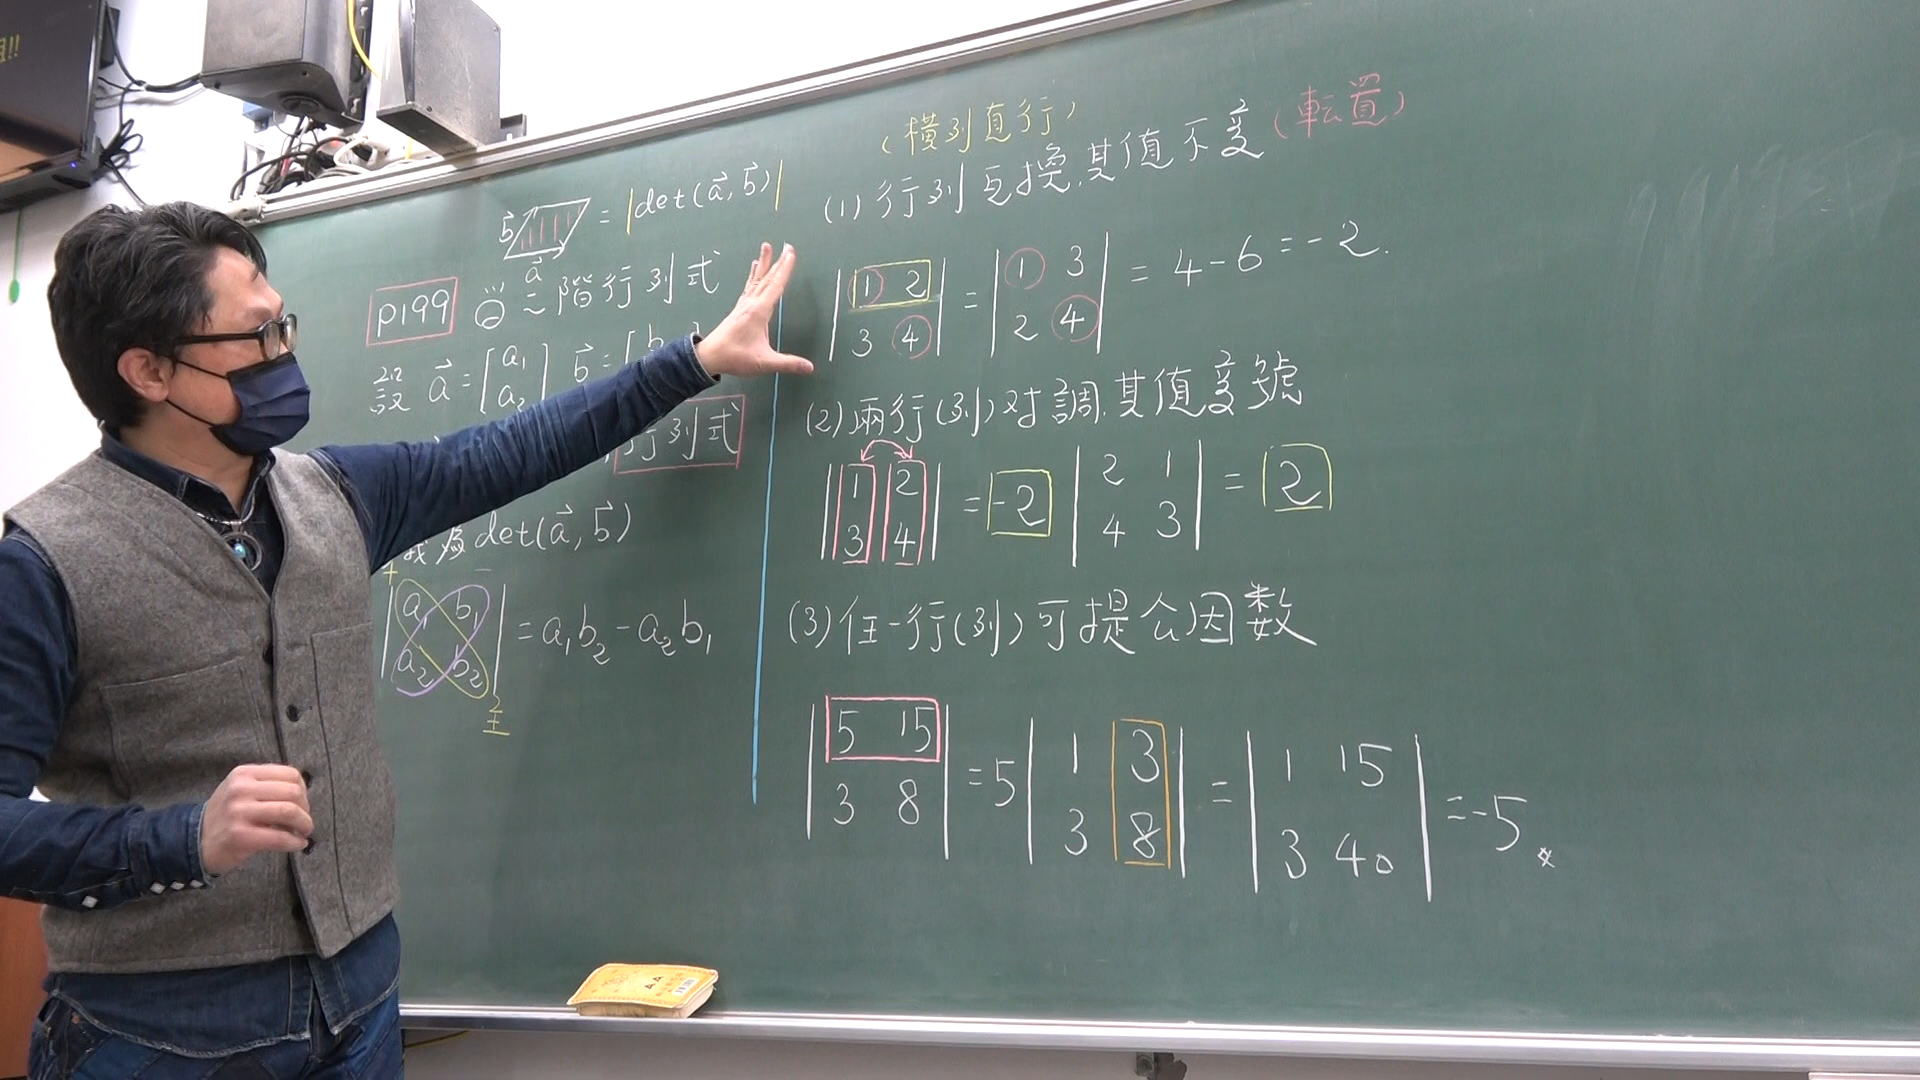 b⃗ a⃗ = |det(a⃗, b⃗)|
P199 二階行列式
設 a⃗ = [a₁ a₂] b⃗ = [b
行列式
或為 det(a⃗, b⃗)
+ −
|a₁ b₁|
|a₂ b₂| = a₁b₂ − a₂b₁
(橫列直行)
(1) 行列互換,其值不变 (転置)
|1 2|
|3 4| = |1 3|
|2 4| = 4 − 6 = −2.
(2) 兩行(列)对調,其值变號
|1 2|
|3 4| = -2 |2 1|
|4 3| = 2
(3) 任一行(列)可提公因数
|5 15|
|3 8| = 5 |1 3|
|3 8| = |1 15|
|3 40| = -5